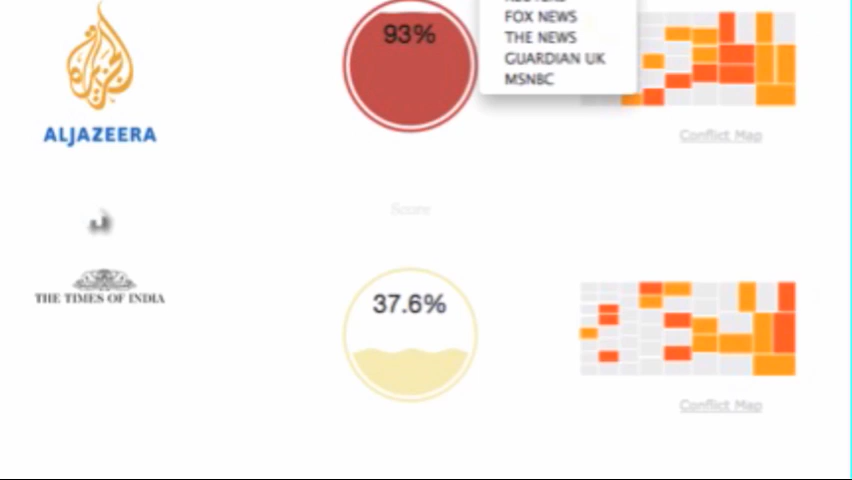 FOX NEWS
THE NEWS
GUARDIAN UK
MSNBC
93%
ALJAZEERA
Conflict Map
Score
THE TIMES OF INDIA
37.6%
Conflict Map